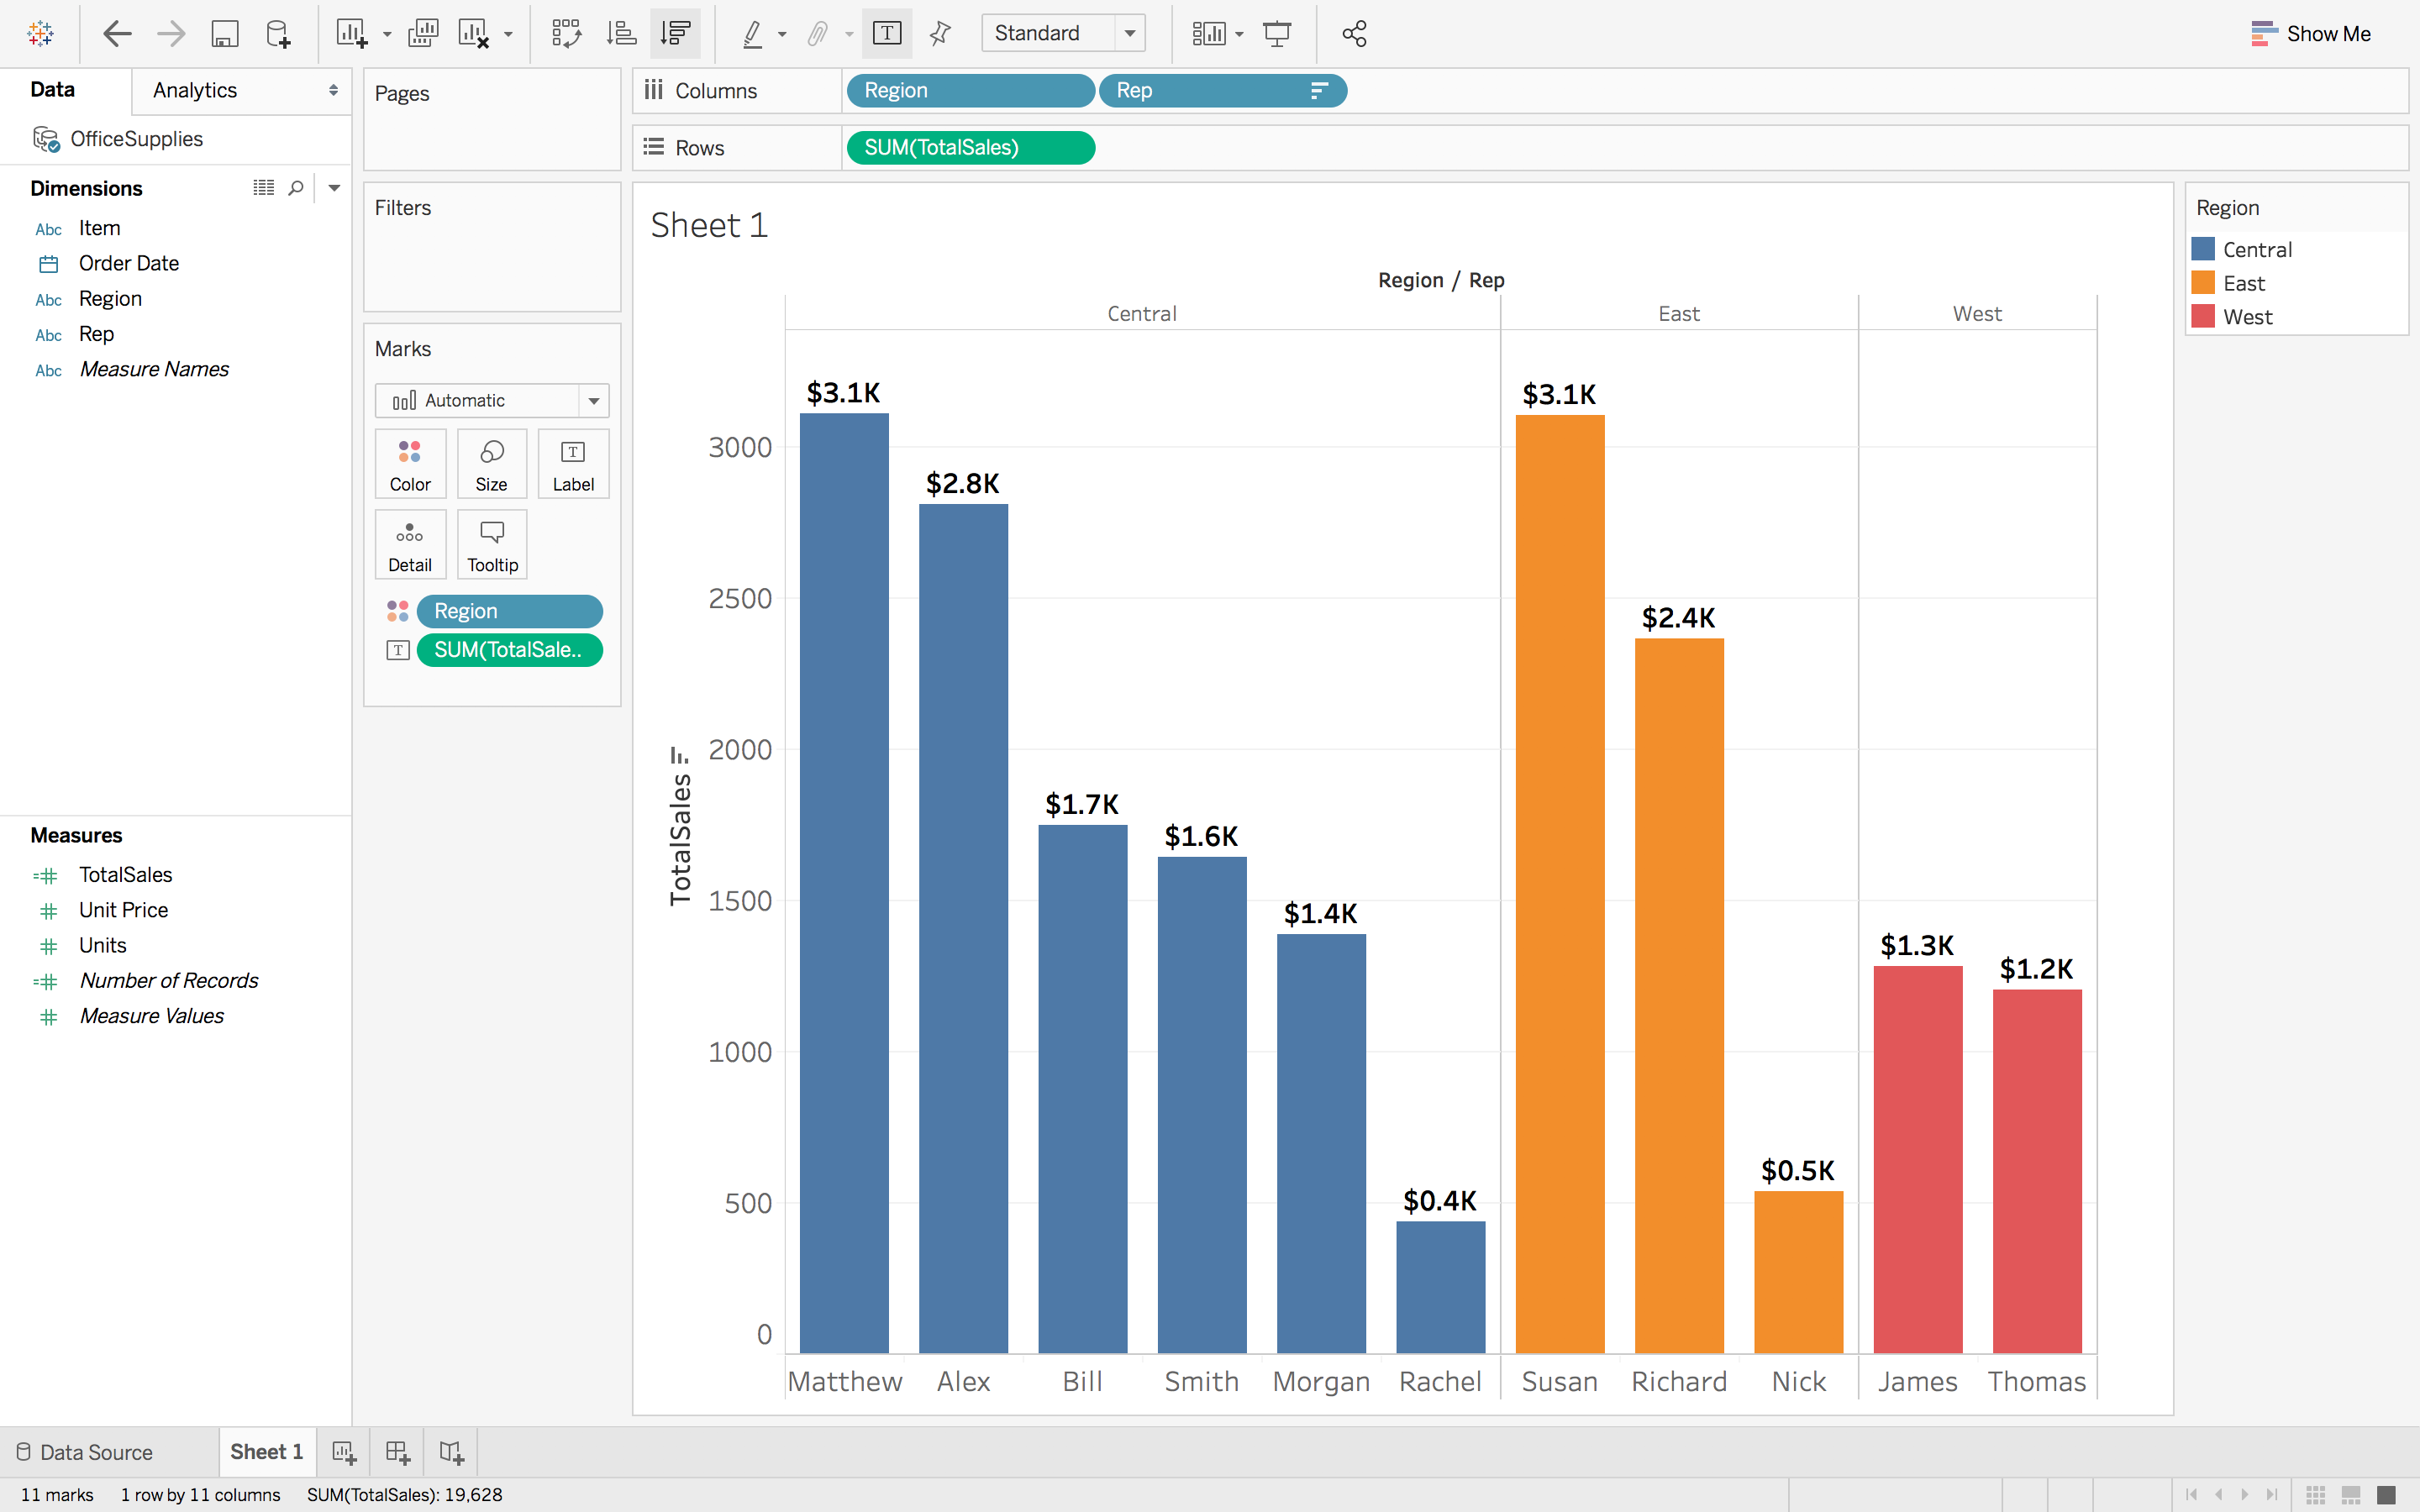 Standard
Show Me
Data
Analytics
OfficeSupplies
Dimensions
Abc Item
Order Date
Abc Region
Abc Rep
Abc Measure Names
Measures
TotalSales
Unit Price
Units
Number of Records
Measure Values
Pages
Filters
Marks
Automatic
Color Size T Label
Detail Tooltip
Region
T SUM(TotalSale..
Columns Region Rep
Rows SUM(TotalSales)
Sheet 1
Region / Rep
Central East West
$3.1K $2.8K $1.7K $1.6K $1.4K $0.4K $3.1K $2.4K $0.5K $1.3K $1.2K
TotalSales
3000
2500
2000
1500
1000
500
0
Matthew Alex Bill Smith Morgan Rachel Susan Richard Nick James Thomas
Region
Central
East
West
Data Source Sheet 1
11 marks 1 row by 11 columns SUM(TotalSales): 19,628